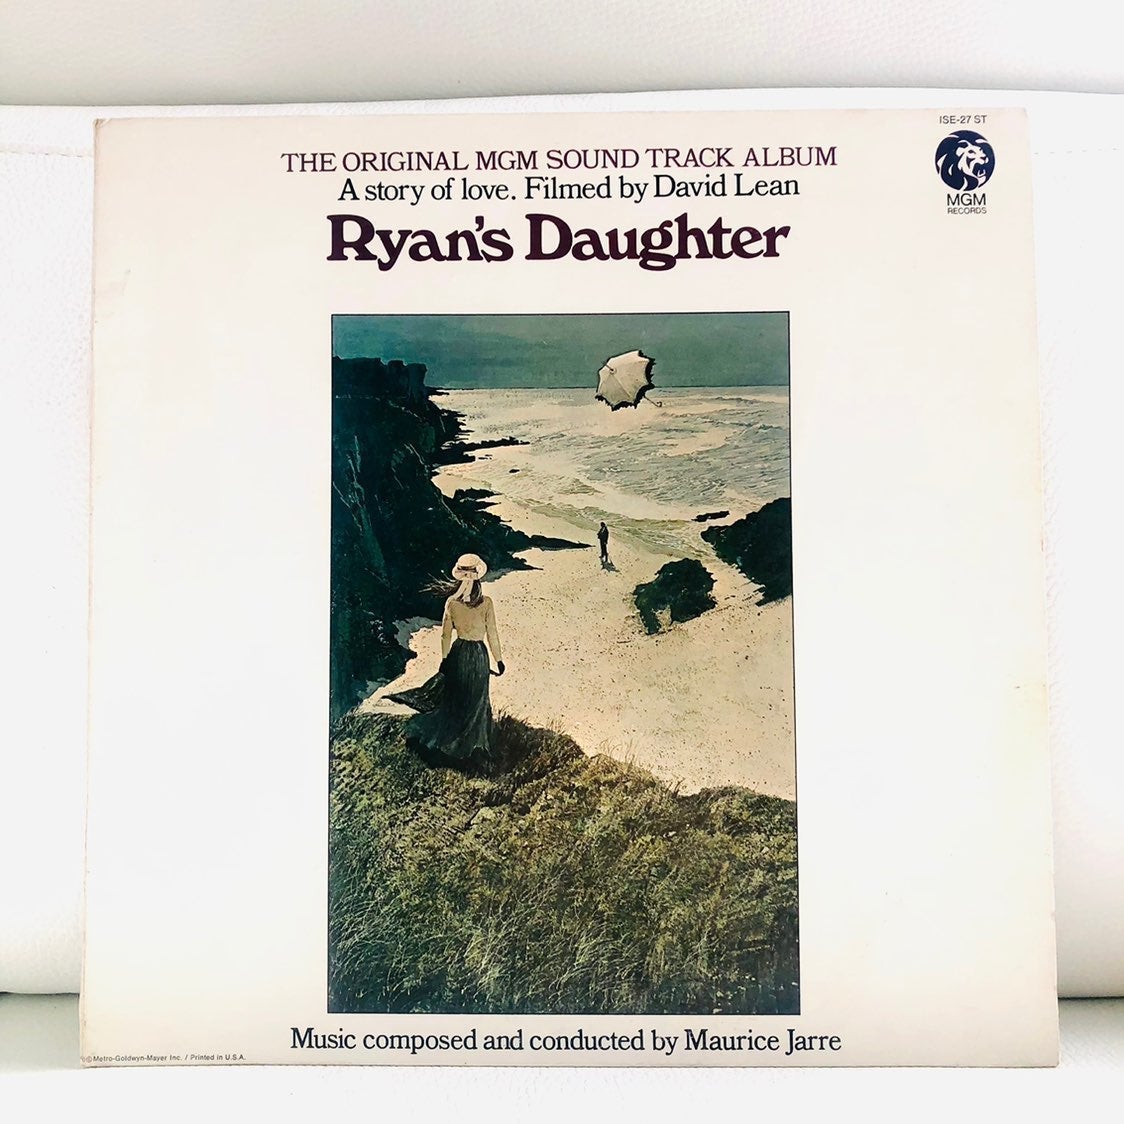 ISE-27 ST
THE ORIGINAL MGM SOUND TRACK ALBUM
A story of love. Filmed by David Lean
Ryan's Daughter
MGM
RECORDS
Music composed and conducted by Maurice Jarre
©Metro-Goldwyn-Mayer Inc. / Printed in U.S.A.